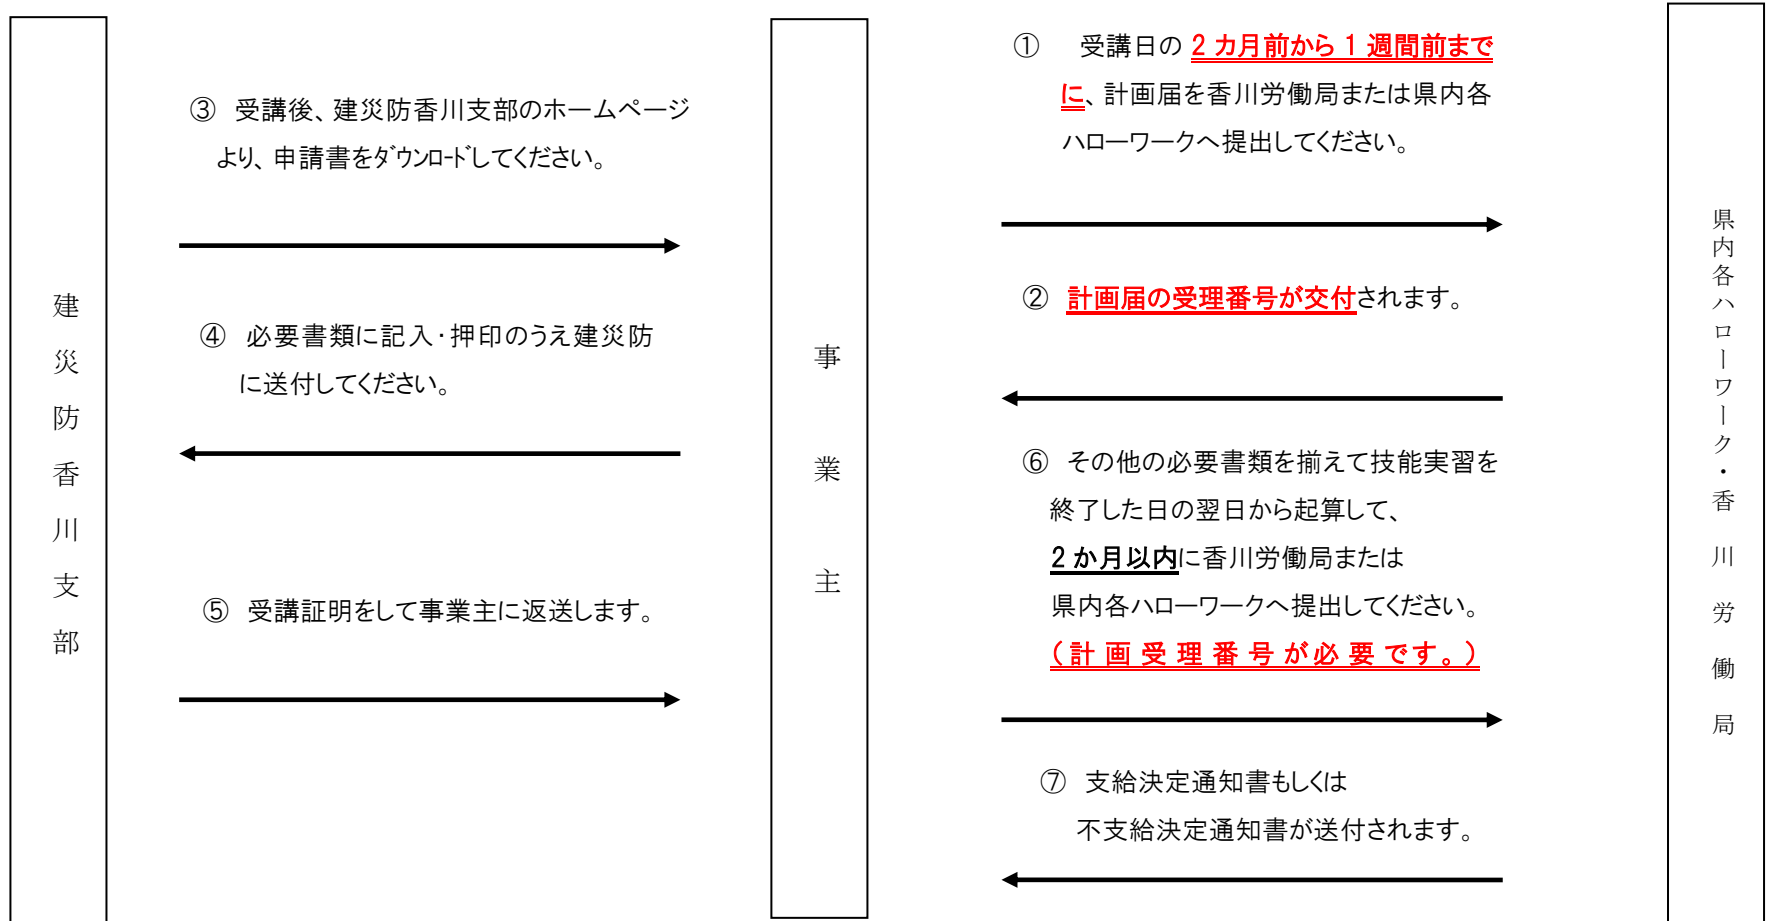 建災防香川支部
③ 受講後、建災防香川支部のホームページ
より、申請書をﾀﾞｳﾝﾛｰﾄﾞしてください。
④ 必要書類に記入・押印のうえ建災防
に送付してください。
⑤ 受講証明をして事業主に返送します。
事業主
① 受講日の 2 カ月前から 1 週間前まで
に、計画届を香川労働局または県内各
ハローワークへ提出してください。
② 計画届の受理番号が交付されます。
⑥ その他の必要書類を揃えて技能実習を
終了した日の翌日から起算して、
2 か月以内に香川労働局または
県内各ハローワークへ提出してください。
（計画受理番号が必要です。）
⑦ 支給決定通知書もしくは
不支給決定通知書が送付されます。
県内各ハローワーク・香川労働局